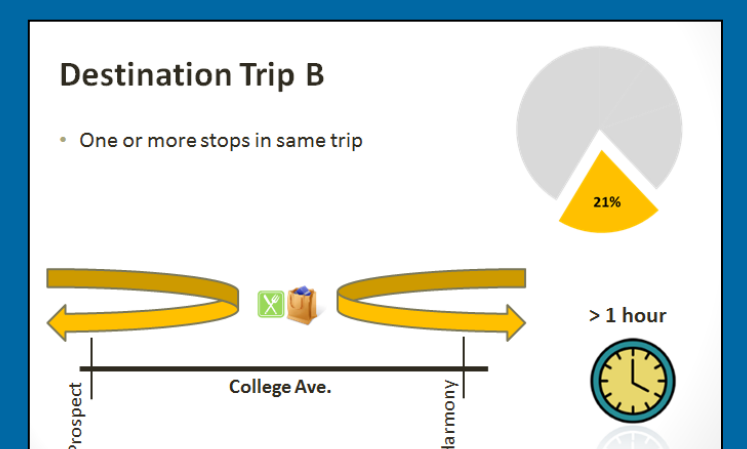 Destination Trip B
• One or more stops in same trip
21%
> 1 hour
College Ave.
Prospect
Harmony